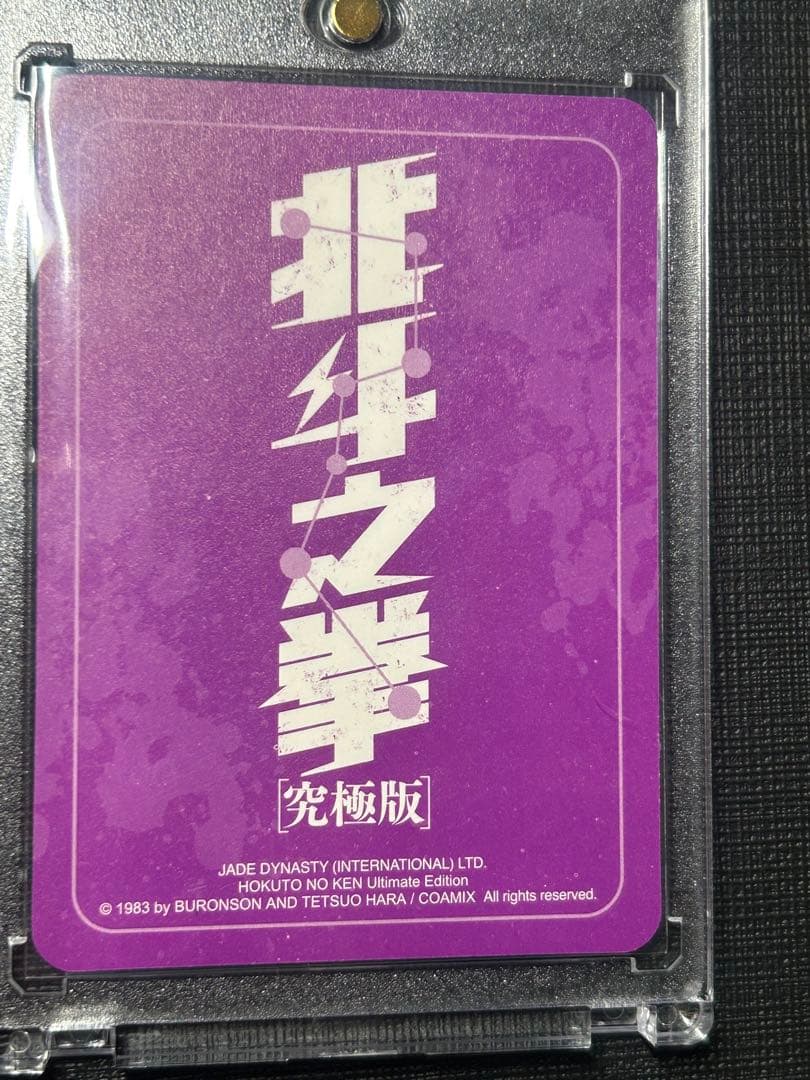 北斗之拳
[究極版]
JADE DYNASTY (INTERNATIONAL) LTD.
HOKUTO NO KEN Ultimate Edition
© 1983 by BURONSON AND TETSUO HARA / COAMIX All rights reserved.